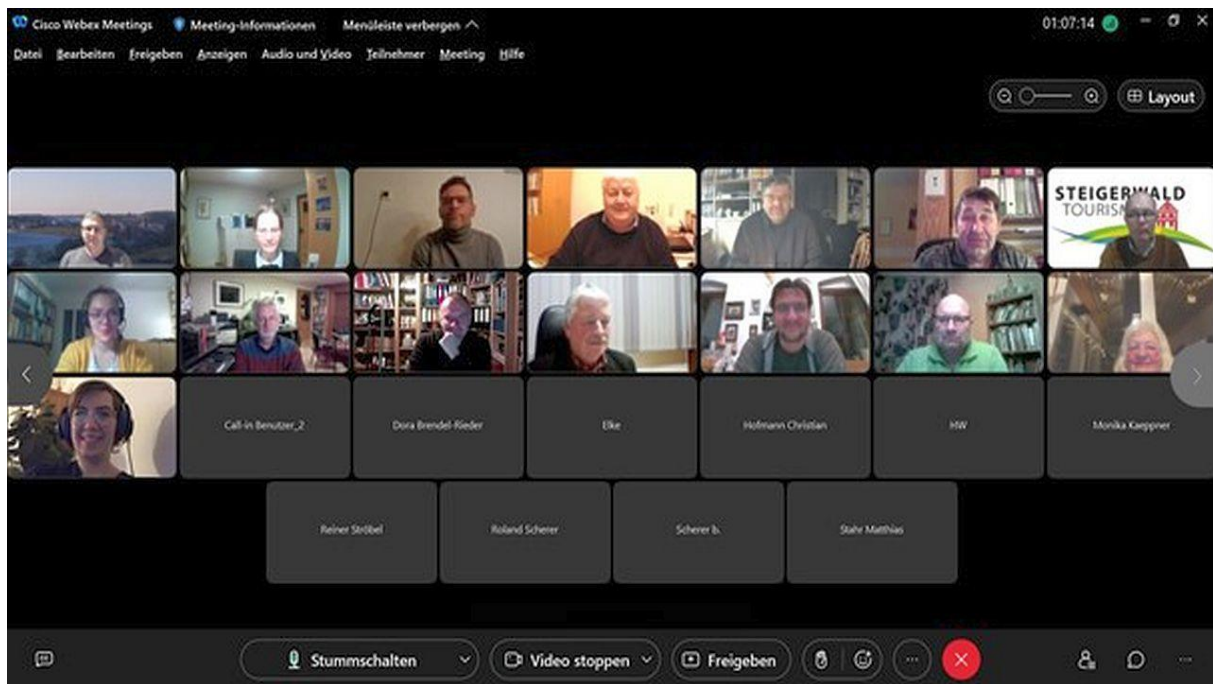 Cisco Webex Meetings Meeting-Informationen Menüleiste verbergen 01:07:14
Datei Bearbeiten Freigeben Anzeigen Audio und Video Teilnehmer Meeting Hilfe
Layout
STEIGERWALD
TOURISM
Call-in Benutzer_2 Dora Brendel-Rieder Elke Hofmann Christian HW Monika Kaeppner
Reiner Ströbel Roland Scherer Scherer b. Stahr Matthias
Stummschalten Video stoppen Freigeben